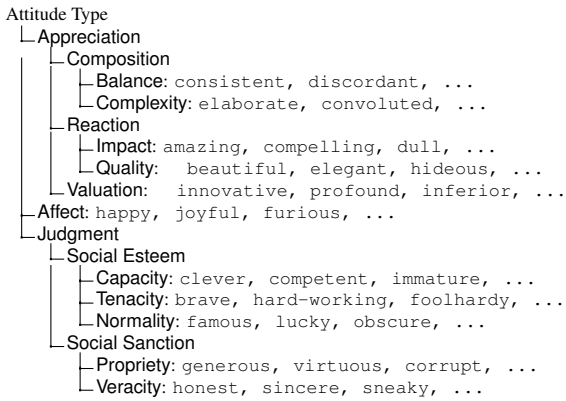 Attitude Type
Appreciation
Composition
Balance: consistent, discordant, ...
Complexity: elaborate, convoluted, ...
Reaction
Impact: amazing, compelling, dull, ...
Quality: beautiful, elegant, hideous, ...
Valuation: innovative, profound, inferior, ...
Affect: happy, joyful, furious, ...
Judgment
Social Esteem
Capacity: clever, competent, immature, ...
Tenacity: brave, hard-working, foolhardy, ...
Normality: famous, lucky, obscure, ...
Social Sanction
Propriety: generous, virtuous, corrupt, ...
Veracity: honest, sincere, sneaky, ...